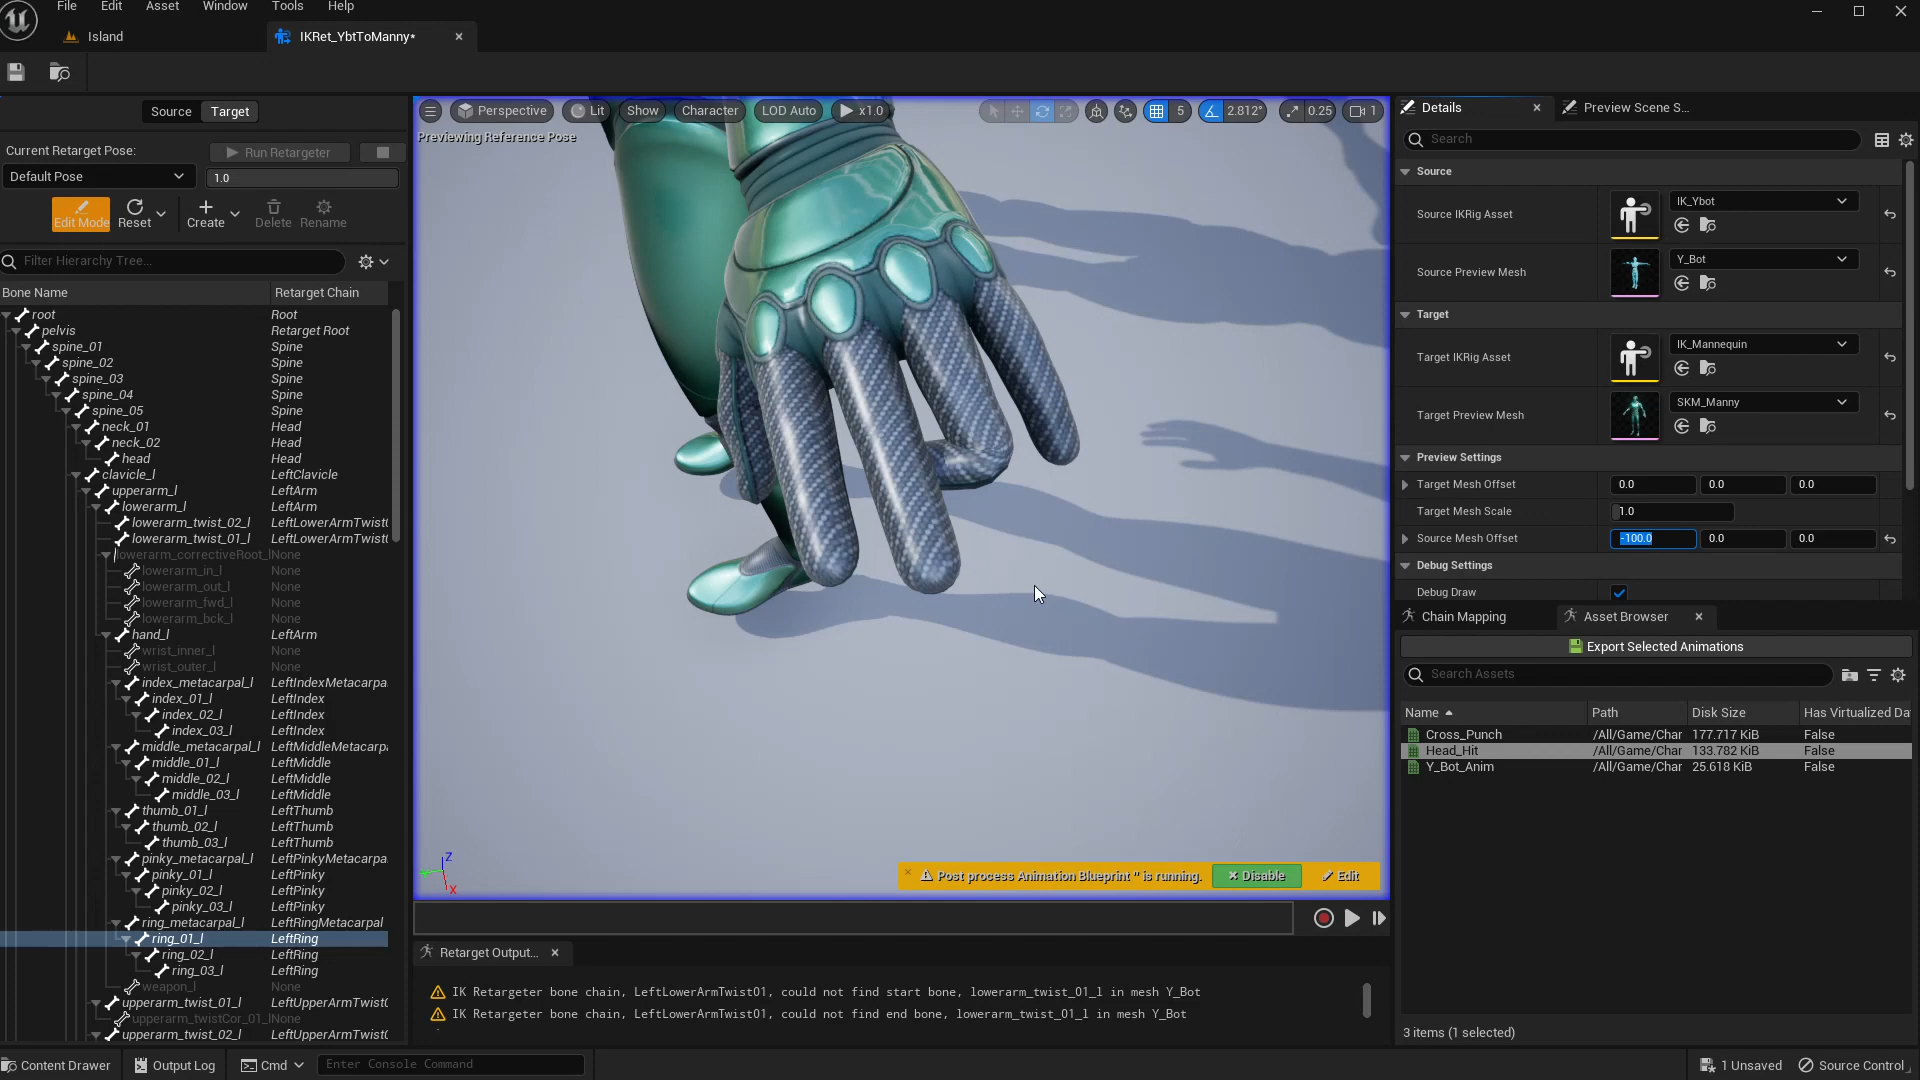 File Edit Asset Window Tools Help
Island IKRet_YbtToManny*
Source Target
Current Retarget Pose: Run Retargeter
Default Pose 1.0
Edit Mode Reset Create Delete Rename
Filter Hierarchy Tree...
Bone Name Retarget Chain
root Root
pelvis Retarget Root
spine_01 Spine
spine_02 Spine
spine_03 Spine
spine_04 Spine
spine_05 Spine
neck_01 Head
neck_02 Head
head Head
clavicle_l LeftClavicle
upperarm_l LeftArm
lowerarm_l LeftArm
lowerarm_twist_02_l LeftLowerArmTwist(
lowerarm_twist_01_l LeftLowerArmTwist(
lowerarm_correctiveRoot_l None
lowerarm_in_l None
lowerarm_out_l None
lowerarm_fwd_l None
lowerarm_bck_l None
hand_l LeftArm
wrist_inner_l None
wrist_outer_l None
index_metacarpal_l LeftIndexMetacarpa
index_01_l LeftIndex
index_02_l LeftIndex
index_03_l LeftIndex
middle_metacarpal_l LeftMiddleMetacarp
middle_01_l LeftMiddle
middle_02_l LeftMiddle
middle_03_l LeftMiddle
thumb_01_l LeftThumb
thumb_02_l LeftThumb
thumb_03_l LeftThumb
pinky_metacarpal_l LeftPinkyMetacarpa
pinky_01_l LeftPinky
pinky_02_l LeftPinky
pinky_03_l LeftPinky
ring_metacarpal_l LeftRingMetacarpal
ring_01_l LeftRing
ring_02_l LeftRing
ring_03_l LeftRing
weapon_l None
upperarm_twist_01_l LeftUpperArmTwist(
upperarm_twistCor_01_l None
upperarm_twist_02_l LeftUpperArmTwist(
Perspective Lit Show Character LOD Auto x1.0 5 2.812° 0.25 1
Previewing Reference Pose
Z
X
Post process Animation Blueprint '' is running. Disable Edit
Retarget Output...
IK Retargeter bone chain, LeftLowerArmTwist01, could not find start bone, lowerarm_twist_01_l in mesh Y_Bot
IK Retargeter bone chain, LeftLowerArmTwist01, could not find end bone, lowerarm_twist_01_l in mesh Y_Bot
Details Preview Scene S...
Search
Source
Source IKRig Asset IK_Ybot
Source Preview Mesh Y_Bot
Target
Target IKRig Asset IK_Mannequin
Target Preview Mesh SKM_Manny
Preview Settings
Target Mesh Offset 0.0 0.0 0.0
Target Mesh Scale 1.0
Source Mesh Offset -100.0 0.0 0.0
Debug Settings
Debug Draw
Chain Mapping Asset Browser
Export Selected Animations
Search Assets
Name Path Disk Size Has Virtualized Da
Cross_Punch /All/Game/Char 177.717 KiB False
Head_Hit /All/Game/Char 133.782 KiB False
Y_Bot_Anim /All/Game/Char 25.618 KiB False
3 items (1 selected)
Content Drawer Output Log Cmd Enter Console Command 1 Unsaved Source Control